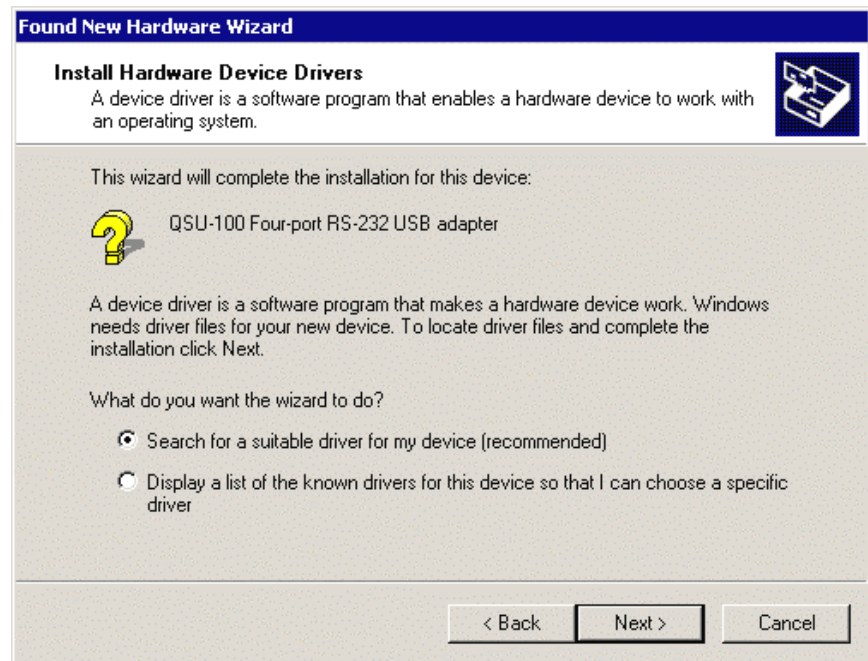 Found New Hardware Wizard
Install Hardware Device Drivers
A device driver is a software program that enables a hardware device to work with
an operating system.
This wizard will complete the installation for this device:
QSU-100 Four-port RS-232 USB adapter
A device driver is a software program that makes a hardware device work. Windows
needs driver files for your new device. To locate driver files and complete the
installation click Next.
What do you want the wizard to do?
Search for a suitable driver for my device (recommended)
Display a list of the known drivers for this device so that I can choose a specific
driver
< Back Next > Cancel